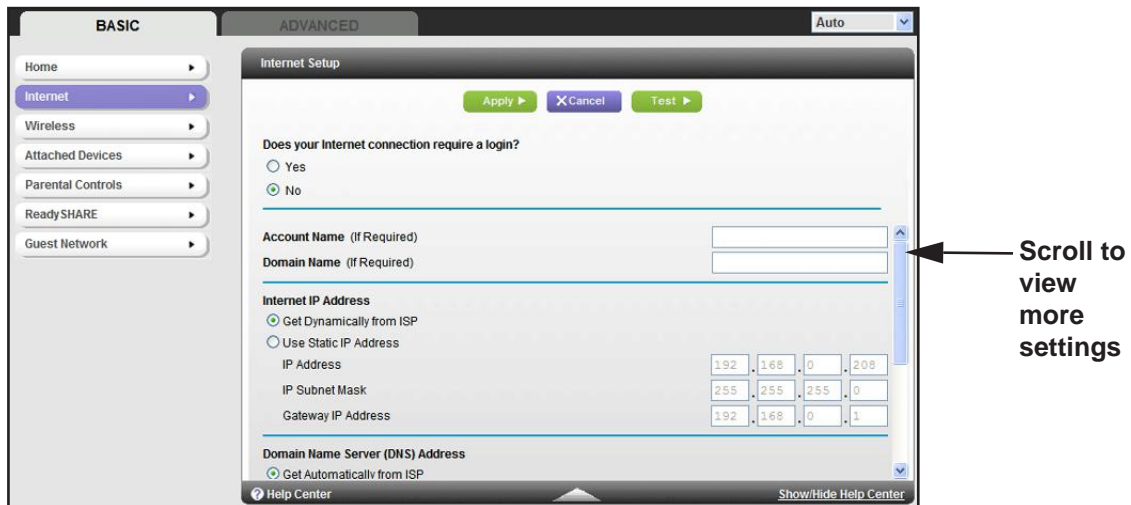 BASIC
ADVANCED
Auto
Home
Internet
Wireless
Attached Devices
Parental Controls
ReadySHARE
Guest Network
Internet Setup
Apply
X Cancel
Test
Does your Internet connection require a login?
Yes
No
Account Name (If Required)
Domain Name (If Required)
Internet IP Address
Get Dynamically from ISP
Use Static IP Address
IP Address 192 . 168 . 0 . 208
IP Subnet Mask 255 . 255 . 255 . 0
Gateway IP Address 192 . 168 . 0 . 1
Domain Name Server (DNS) Address
Get Automatically from ISP
? Help Center
Show/Hide Help Center
Scroll to
view
more
settings